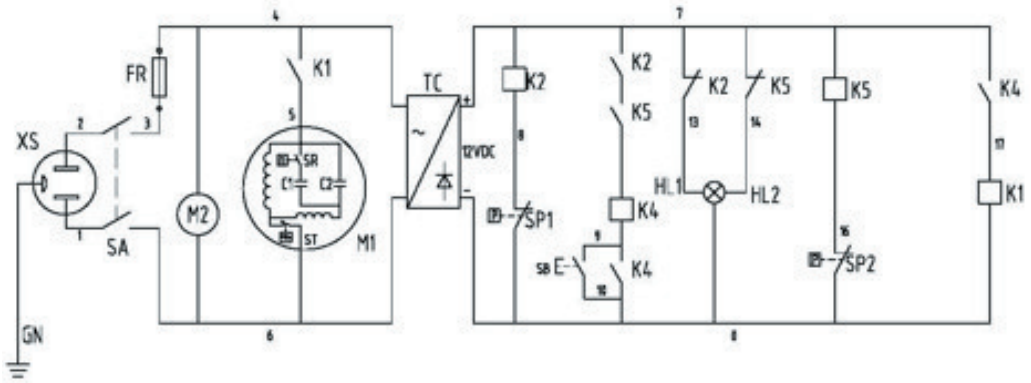 4
7
FR
K1
TC
+
K2
K2
K5
K2
K5
K5
K4
2
3
5
8
13
14
17
XS
~
12VDC
SR
C1
C2
HL1
HL2
K1
M2
-
K4
P
SP1
ST
M1
16
1
SA
9
P
SP2
SB
K4
10
6
8
GN